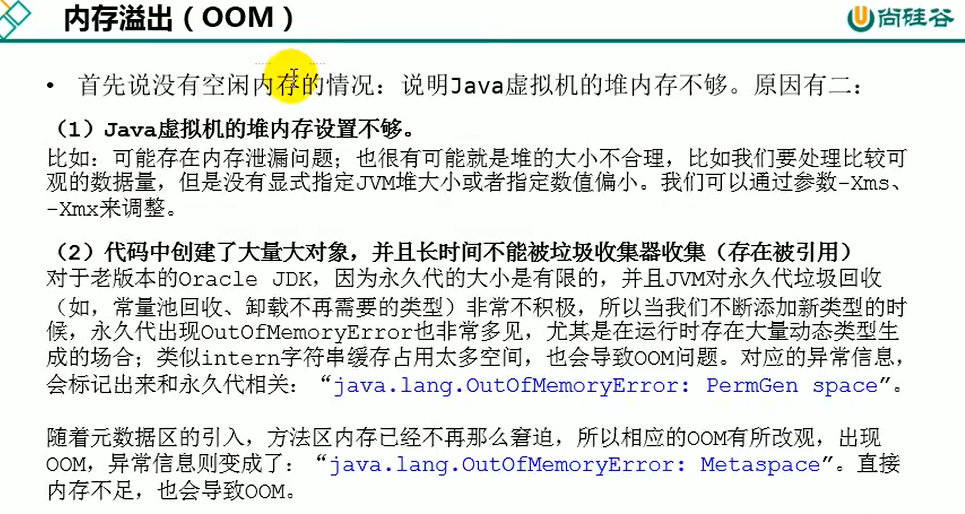 内存溢出（OOM）
尚硅谷
• 首先说没有空闲内存的情况：说明Java虚拟机的堆内存不够。原因有二：
（1）Java虚拟机的堆内存设置不够。
比如：可能存在内存泄漏问题；也很有可能就是堆的大小不合理，比如我们要处理比较可
观的数据量，但是没有显式指定JVM堆大小或者指定数值偏小。我们可以通过参数-Xms、
-Xmx来调整。
（2）代码中创建了大量大对象，并且长时间不能被垃圾收集器收集（存在被引用）
对于老版本的Oracle JDK，因为永久代的大小是有限的，并且JVM对永久代垃圾回收
（如，常量池回收、卸载不再需要的类型）非常不积极，所以当我们不断添加新类型的时
候，永久代出现OutOfMemoryError也非常多见，尤其是在运行时存在大量动态类型生
成的场合；类似intern字符串缓存占用太多空间，也会导致OOM问题。对应的异常信息，
会标记出来和永久代相关：“java.lang.OutOfMemoryError: PermGen space”。
随着元数据区的引入，方法区内存已经不再那么窘迫，所以相应的OOM有所改观，出现
OOM，异常信息则变成了：“java.lang.OutOfMemoryError: Metaspace”。直接
内存不足，也会导致OOM。